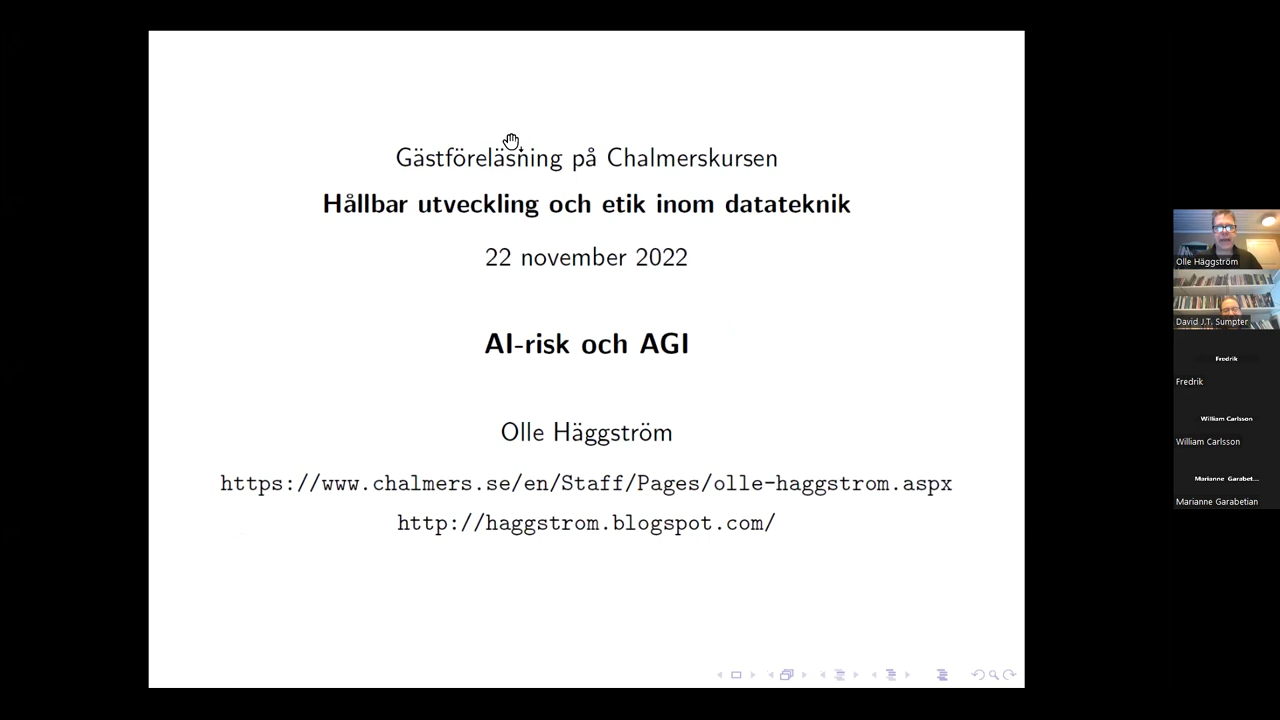 Gästföreläsning på Chalmerskursen
Hållbar utveckling och etik inom datateknik
22 november 2022
AI-risk och AGI
Olle Häggström
https://www.chalmers.se/en/Staff/Pages/olle-haggstrom.aspx
http://haggstrom.blogspot.com/
Olle Häggström
David J.T. Sumpter
Fredrik
Fredrik
William Carlsson
William Carlsson
Marianne Garabet...
Marianne Garabetian